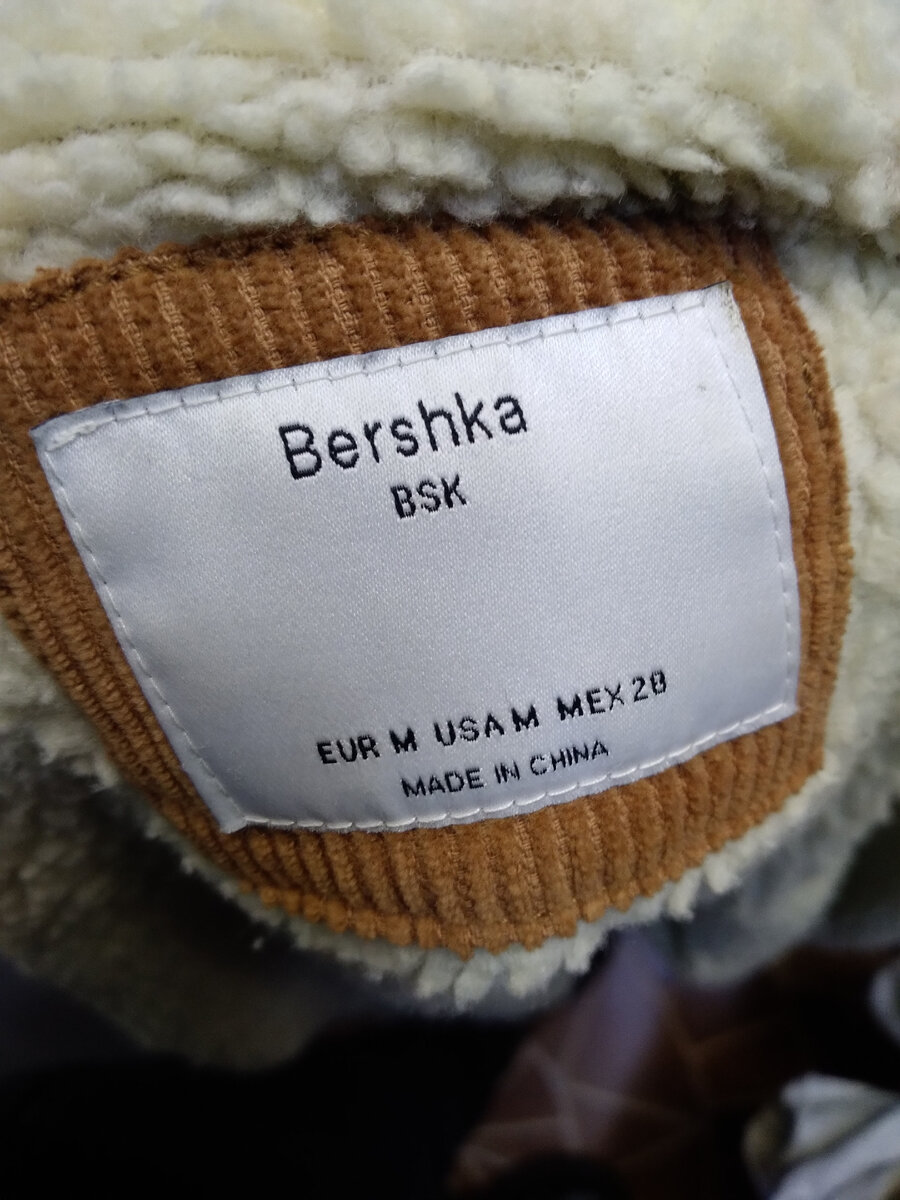 Bershka
BSK
EUR M USA M MEX 28
MADE IN CHINA